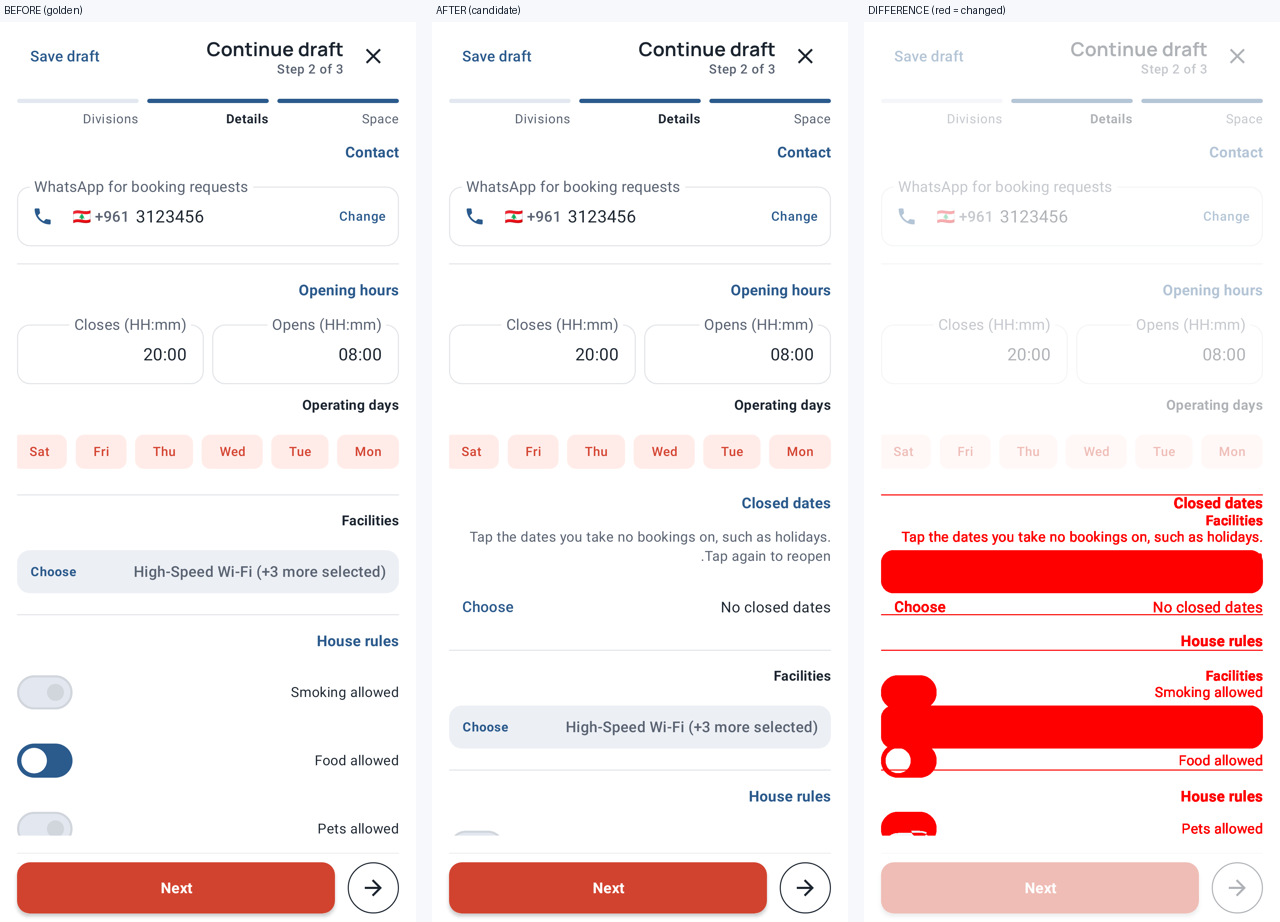 BEFORE (golden)
Save draft
Continue draft
Step 2 of 3
Divisions
Details
Space
Contact
WhatsApp for booking requests
+961 3123456
Change
Opening hours
Closes (HH:mm)
Opens (HH:mm)
20:00
08:00
Operating days
Sat
Fri
Thu
Wed
Tue
Mon
Facilities
Choose
High-Speed Wi-Fi (+3 more selected)
House rules
Smoking allowed
Food allowed
Pets allowed
Next
AFTER (candidate)
Save draft
Continue draft
Step 2 of 3
Divisions
Details
Space
Contact
WhatsApp for booking requests
+961 3123456
Change
Opening hours
Closes (HH:mm)
Opens (HH:mm)
20:00
08:00
Operating days
Sat
Fri
Thu
Wed
Tue
Mon
Closed dates
Tap the dates you take no bookings on, such as holidays.
.Tap again to reopen
Choose
No closed dates
Facilities
Choose
High-Speed Wi-Fi (+3 more selected)
House rules
Next
DIFFERENCE (red = changed)
Save draft
Continue draft
Step 2 of 3
Divisions
Details
Space
Contact
WhatsApp for booking requests
+961 3123456
Change
Opening hours
Closes (HH:mm)
Opens (HH:mm)
20:00
08:00
Operating days
Sat
Fri
Thu
Wed
Tue
Mon
Closed dates
Facilities
Tap the dates you take no bookings on, such as holidays.
Choose
No closed dates
House rules
Facilities
Smoking allowed
Food allowed
House rules
Pets allowed
Next